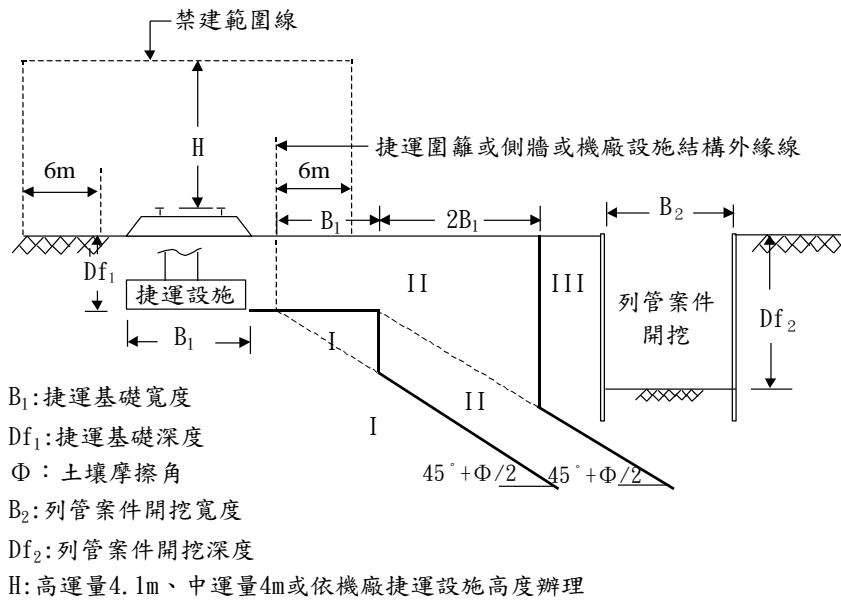 禁建範圍線
H
捷運圍籬或側牆或機廠設施結構外緣線
6m
6m
B₁
2B₁
B₂
Df₁
捷運設施
II
III
列管案件
開挖
Df₂
B₁
I
II
I
45°+Φ/2
45°+Φ/2
B₁:捷運基礎寬度
Df₁:捷運基礎深度
Φ:土壤摩擦角
B₂:列管案件開挖寬度
Df₂:列管案件開挖深度
H:高運量4.1m、中運量4m或依機廠捷運設施高度辦理